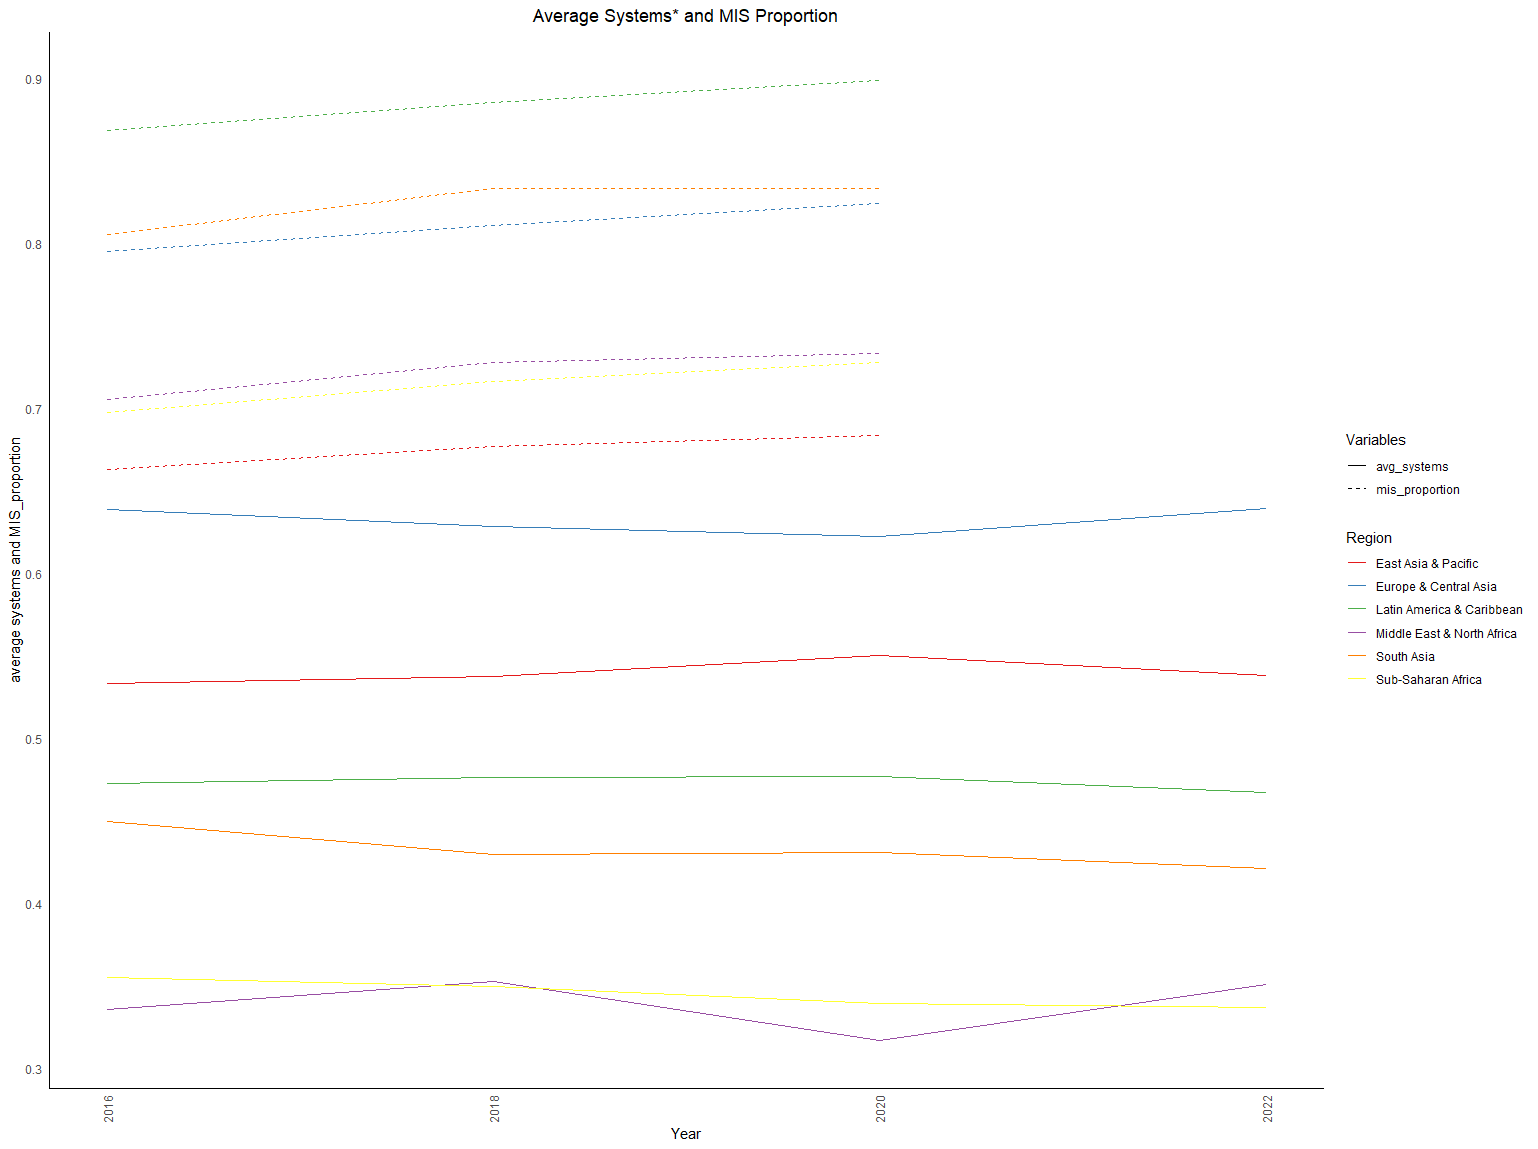 Average Systems* and MIS Proportion
average systems and MIS_proportion
0.9
0.8
0.7
0.6
0.5
0.4
0.3
2016
2018
2020
2022
Year
Variables
avg_systems
mis_proportion
Region
East Asia & Pacific
Europe & Central Asia
Latin America & Caribbean
Middle East & North Africa
South Asia
Sub-Saharan Africa